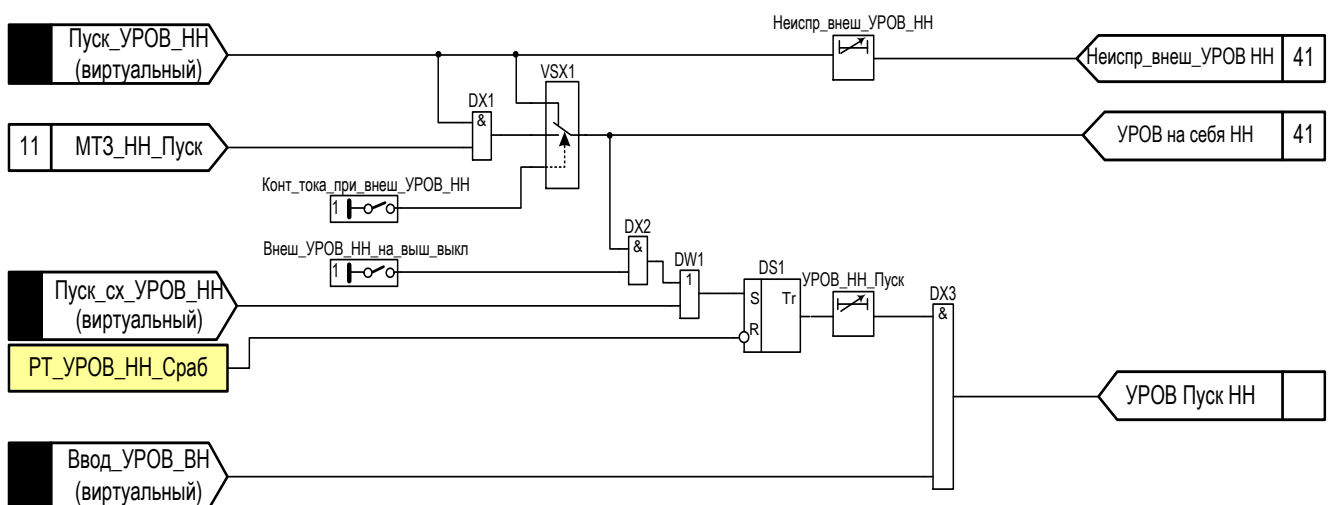 Неиспр_внеш_УРОВ_НН
Пуск_УРОВ_НН
(виртуальный)
Неиспр_внеш_УРОВ НН 41
VSX1
DX1
&
11 МТЗ_НН_Пуск
УРОВ на себя НН 41
Конт_тока_при_внеш_УРОВ_НН
1
DX2
&
Внеш_УРОВ_НН_на_выш_выкл
1
DW1
1
DS1
S Tr
R
УРОВ_НН_Пуск
DX3
&
Пуск_сх_УРОВ_НН
(виртуальный)
РТ_УРОВ_НН_Сраб
УРОВ Пуск НН
Ввод_УРОВ_ВН
(виртуальный)